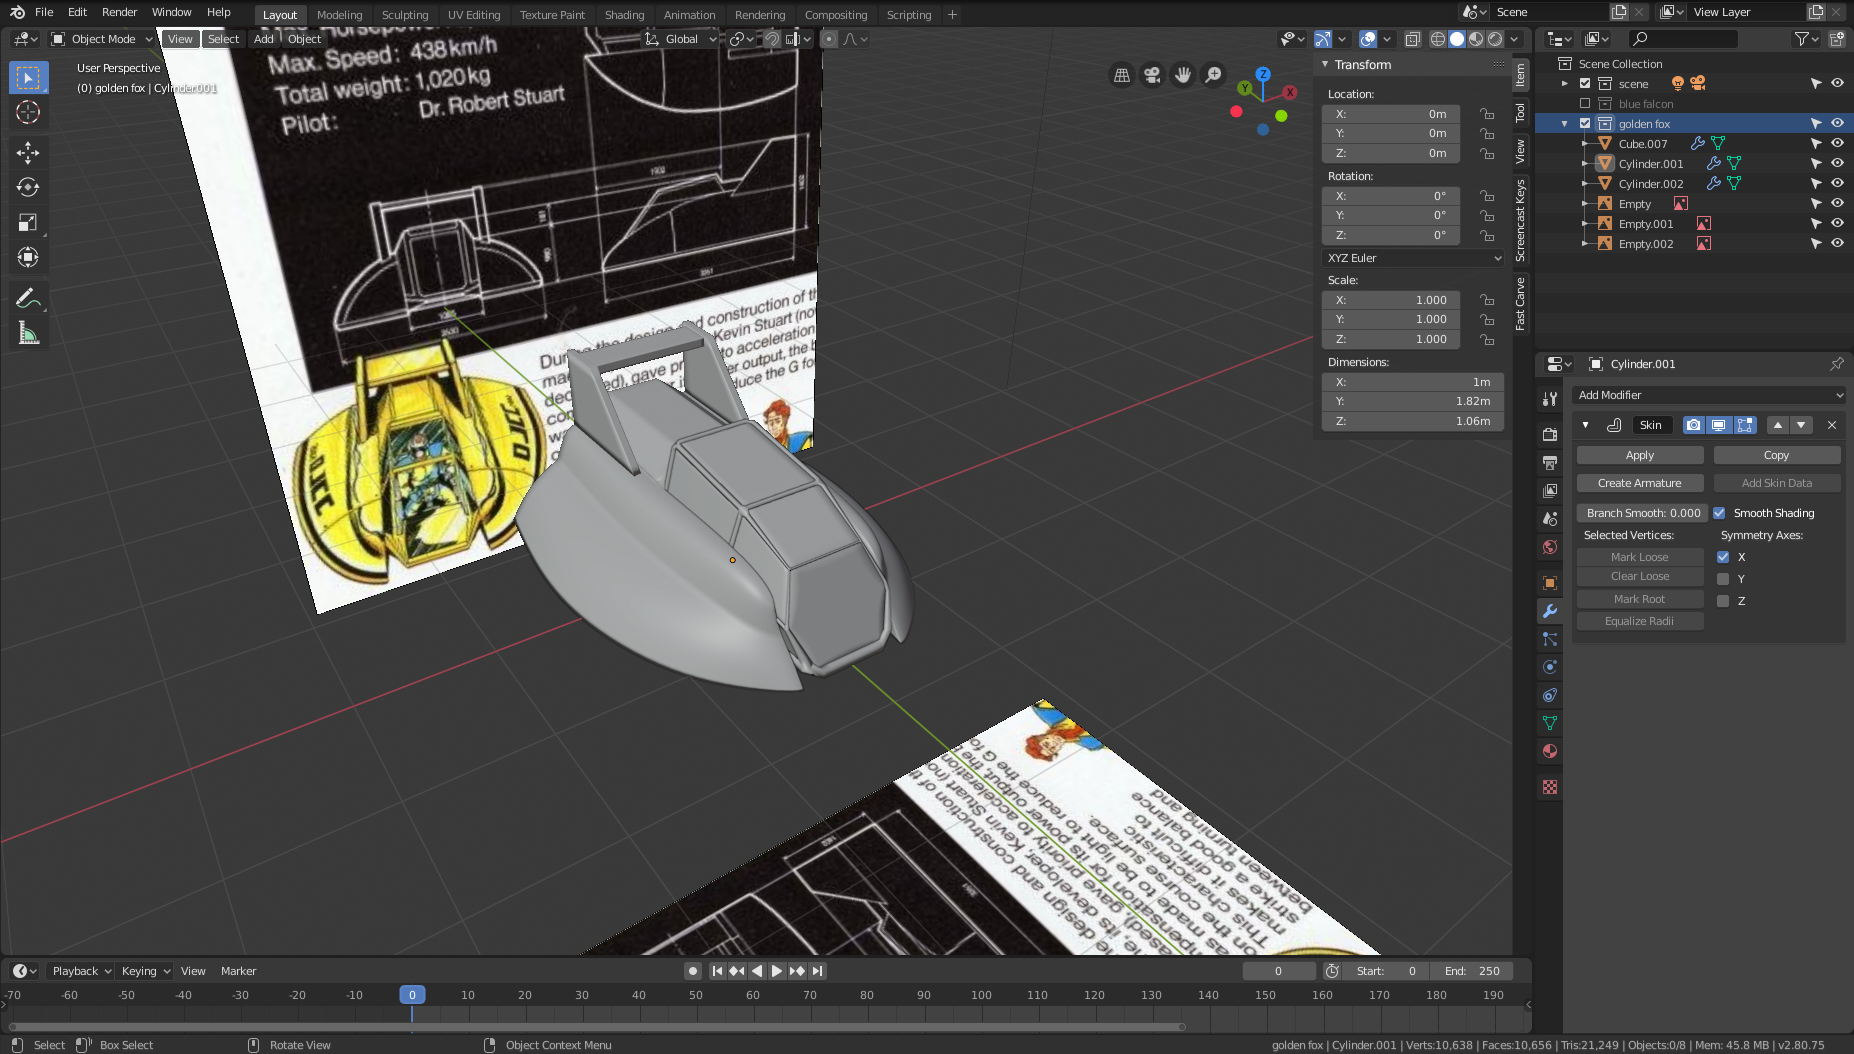 File Edit Render Window Help
Layout Modeling Sculpting UV Editing Texture Paint Shading Animation Rendering Compositing Scripting +
Scene
View Layer
Object Mode View Select Add Object
Global
User Perspective
(0) golden fox | Cylinder.001
Max. Speed: 438km/h
Total weight: 1,020kg
Pilot: Dr. Robert Stuart
Transform
Location:
X: 0m
Y: 0m
Z: 0m
Rotation:
X: 0°
Y: 0°
Z: 0°
XYZ Euler
Scale:
X: 1.000
Y: 1.000
Z: 1.000
Dimensions:
X: 1m
Y: 1.82m
Z: 1.06m
Item
Tool
View
Screencast Keys
Fast Carve
Scene Collection
scene
blue falcon
golden fox
Cube.007
Cylinder.001
Cylinder.002
Empty
Empty.001
Empty.002
Cylinder.001
Add Modifier
Skin
Apply Copy
Create Armature Add Skin Data
Branch Smooth: 0.000 Smooth Shading
Selected Vertices: Symmetry Axes:
Mark Loose X
Clear Loose Y
Mark Root Z
Equalize Radii
construction of
Kevin Stuart (no
to acceleration
er output, the
duce the G fo
Playback Keying View Marker
0 Start: 0 End: 250
-70 -60 -50 -40 -30 -20 -10 0 10 20 30 40 50 60 70 80 90 100 110 120 130 140 150 160 170 180 190
Select Box Select Rotate View Object Context Menu
golden fox | Cylinder.001 | Verts:10,638 | Faces:10,656 | Tris:21,249 | Objects:0/8 | Mem: 45.8 MB | v2.80.75